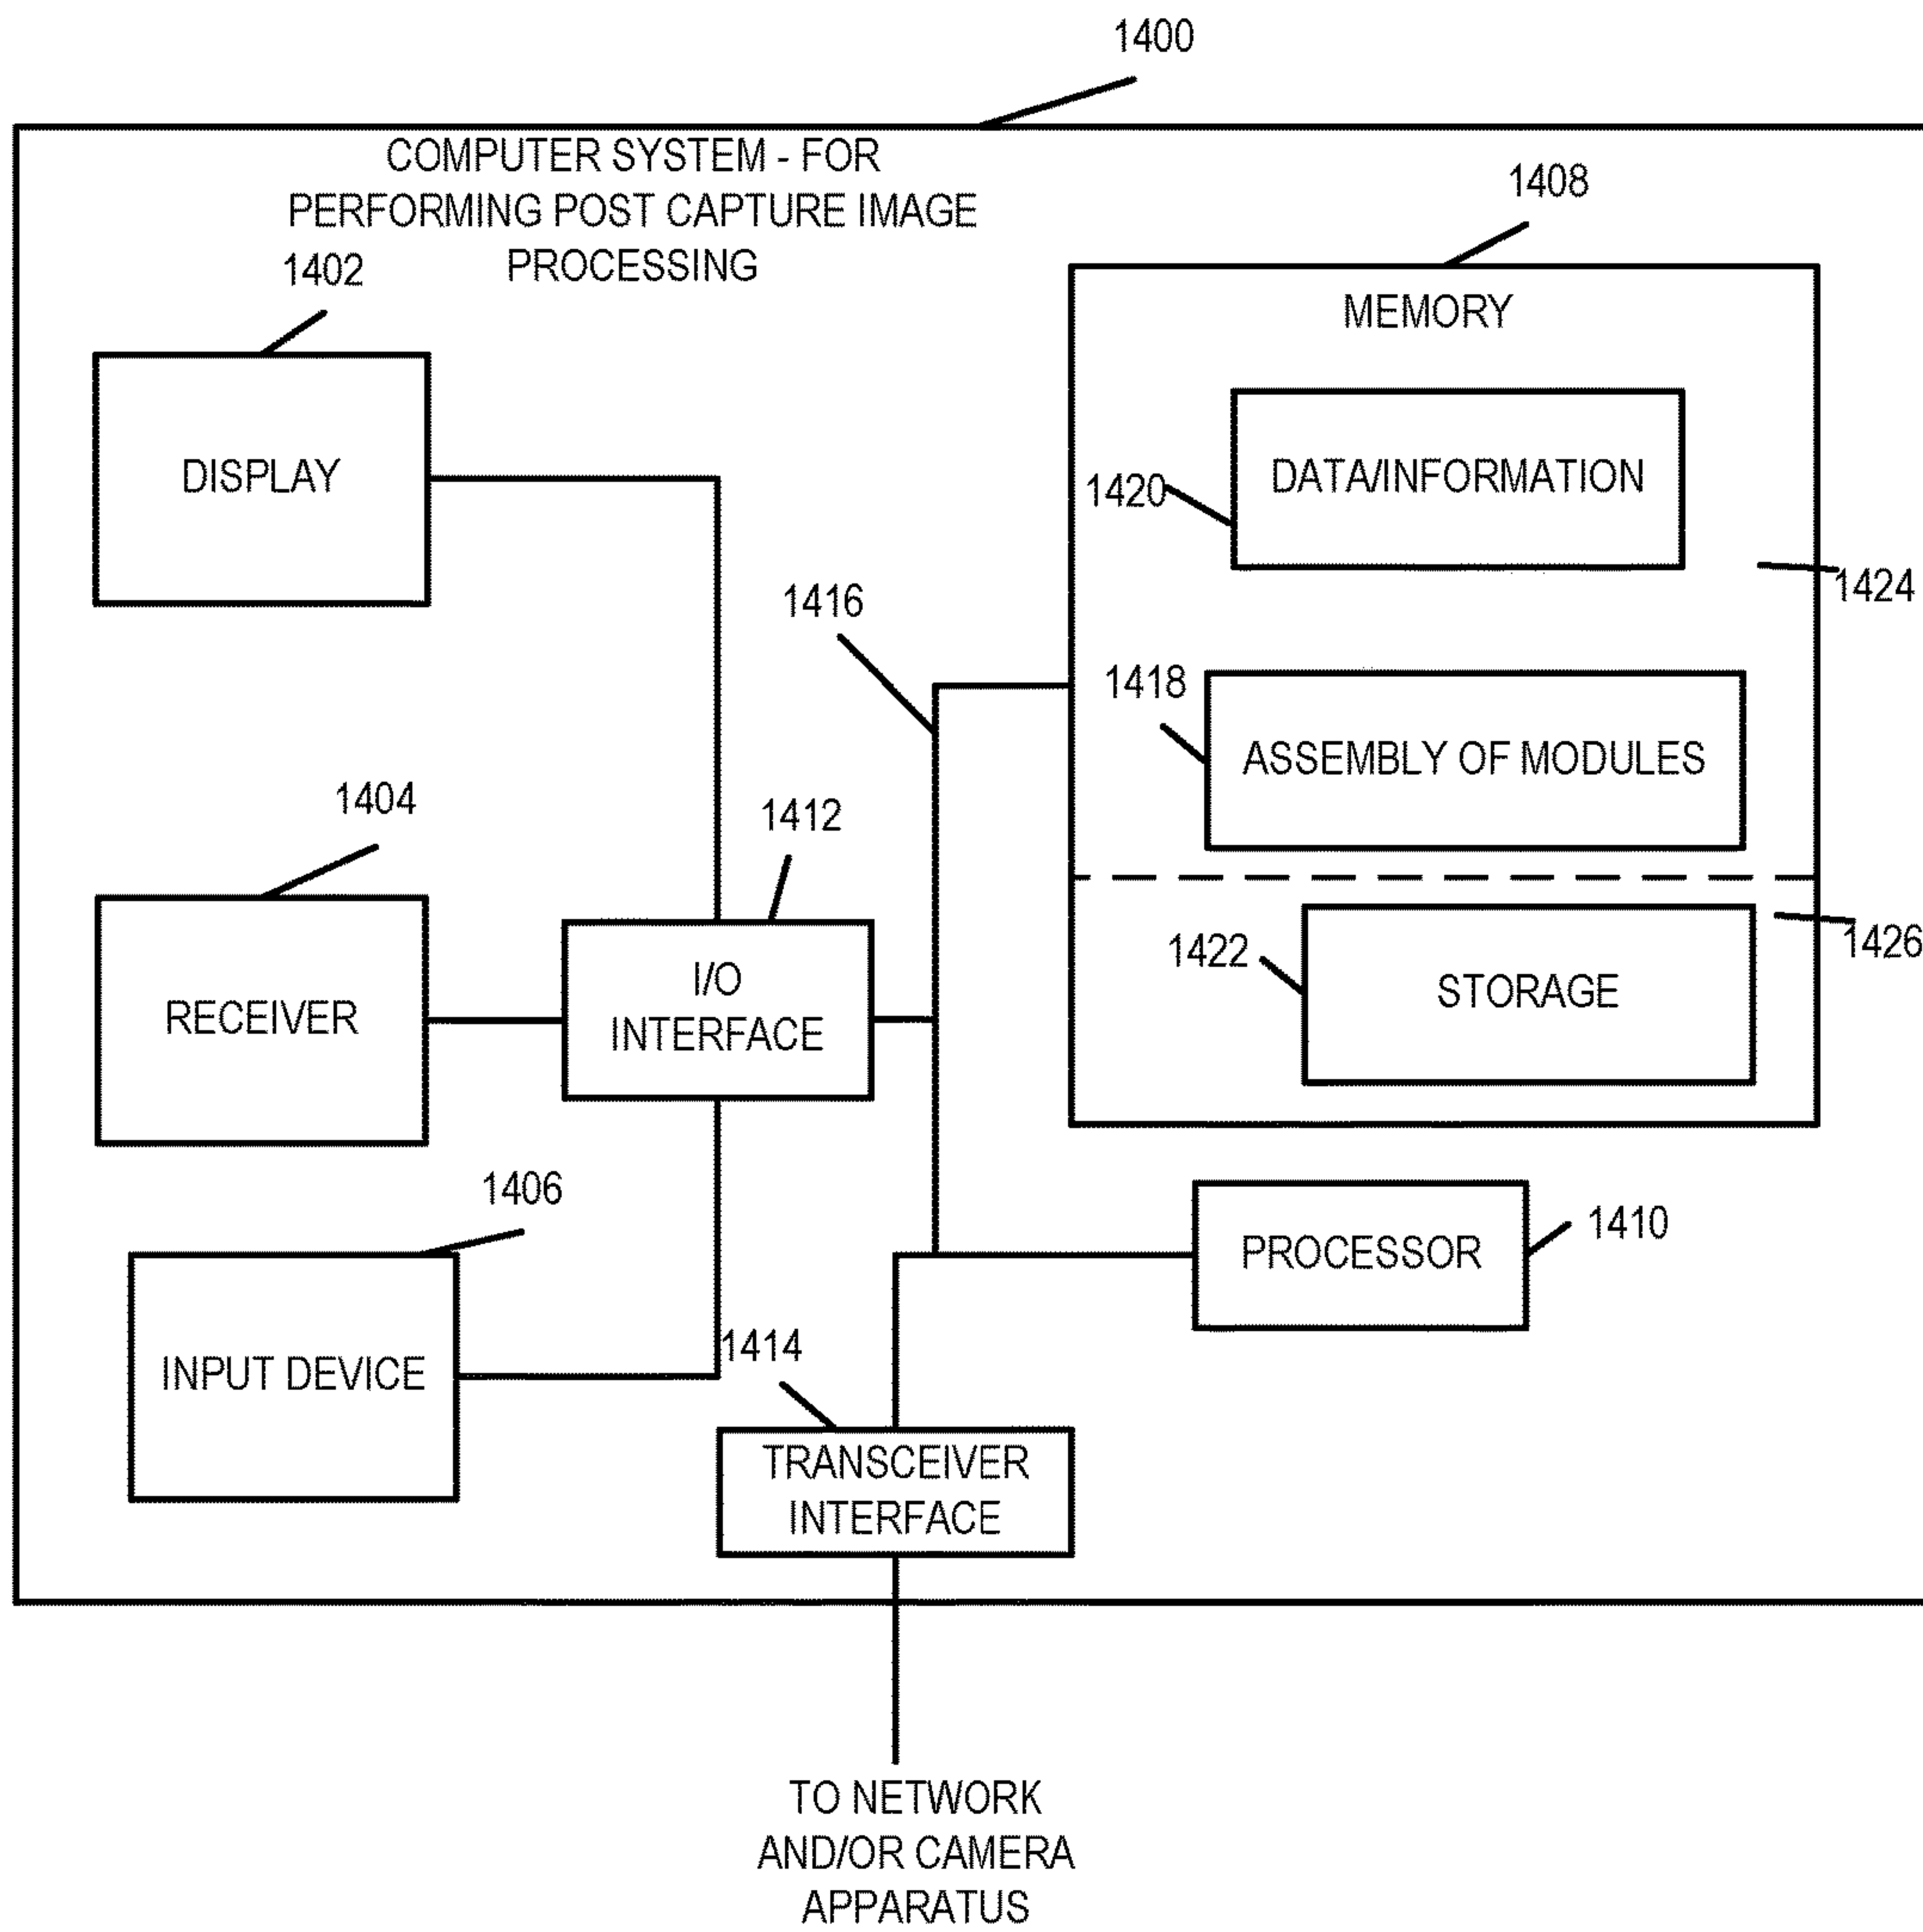 1400
COMPUTER SYSTEM - FOR
PERFORMING POST CAPTURE IMAGE
PROCESSING
1402
DISPLAY
1408
MEMORY
DATA/INFORMATION
1420
1424
1416
1418
ASSEMBLY OF MODULES
1404
RECEIVER
1412
I/O
INTERFACE
1422
STORAGE
1426
1406
INPUT DEVICE
1410
PROCESSOR
1414
TRANSCEIVER
INTERFACE
TO NETWORK
AND/OR CAMERA
APPARATUS